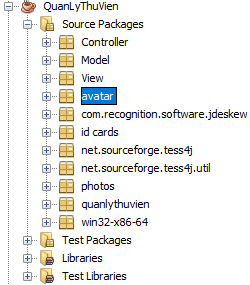 QuanLyThuVien
Source Packages
Controller
Model
View
avatar
com.recognition.software.jdeskew
id cards
net.sourceforge.tess4j
net.sourceforge.tess4j.util
photos
quanlythuvien
win32-x86-64
Test Packages
Libraries
Test Libraries